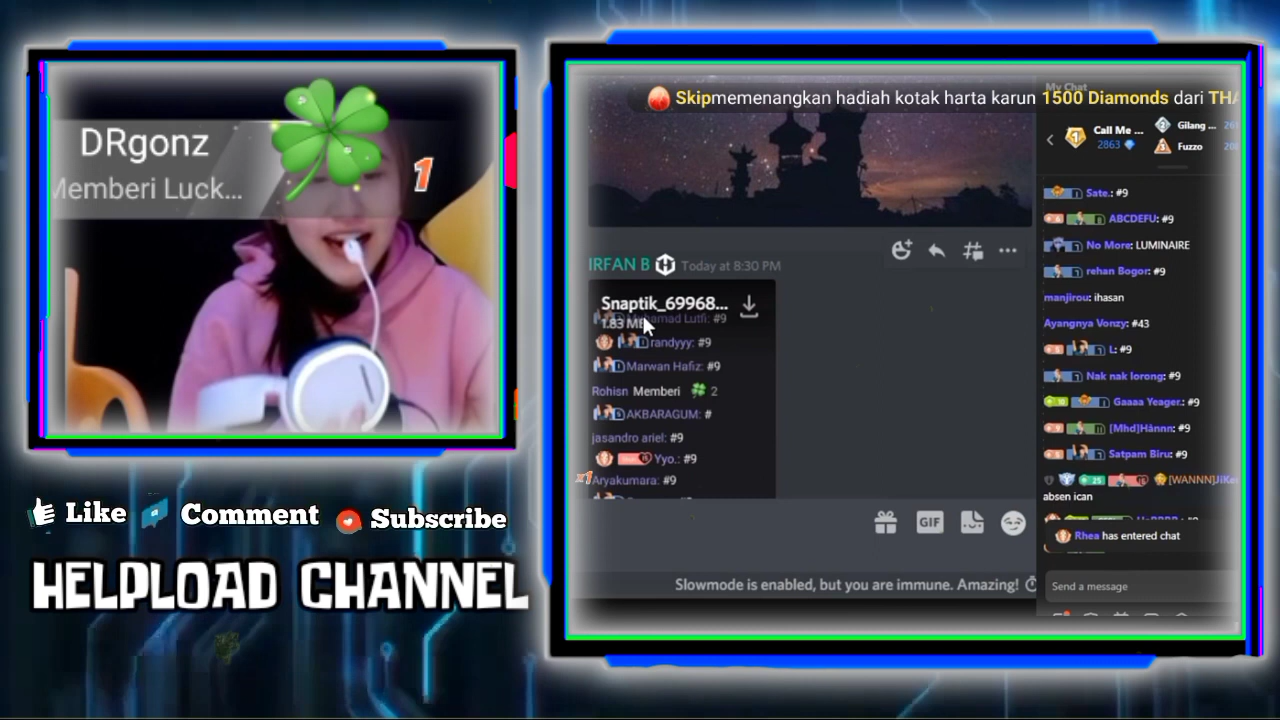 DRgonz
Memberi Luck...
1
Like
Comment
Subscribe
HELPLOAD CHANNEL
My Chat
Skipmemenangkan hadiah kotak harta karun 1500 Diamonds dari
Call Me ...
2863
Gilang ...
Fuzzo
IRFAN B
Today at 8:30 PM
Snaptik_69968...
1.83 MB
Muhamad Lutfi: #9
randyyy: #9
Marwan Hafiz: #9
Rohisn Memberi 2
AKBARAGUM: #
jasandro ariel: #9
Yyo.: #9
x1
Aryakumara: #9
GIF
Slowmode is enabled, but you are immune. Amazing!
Sate.: #9
ABCDEFU: #9
No More: LUMINAIRE
rehan Bogor: #9
manjirou: ihasan
Ayangnya Vonzy: #43
L: #9
Nak nak lorong: #9
Gaaaa Yeager.: #9
[Mhd]Hännn: #9
Satpam Biru: #9
absen ican
Rhea has entered chat
Send a message